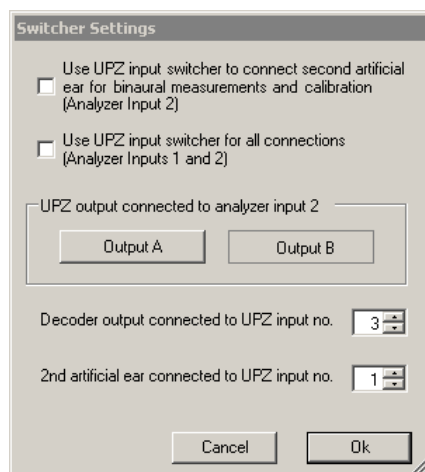 Switcher Settings
Use UPZ input switcher to connect second artificial
ear for binaural measurements and calibration
(Analyzer Input 2)
Use UPZ input switcher for all connections
(Analyzer Inputs 1 and 2)
UPZ output connected to analyzer input 2
Output A
Output B
Decoder output connected to UPZ input no. 3
2nd artificial ear connected to UPZ input no. 1
Cancel
Ok